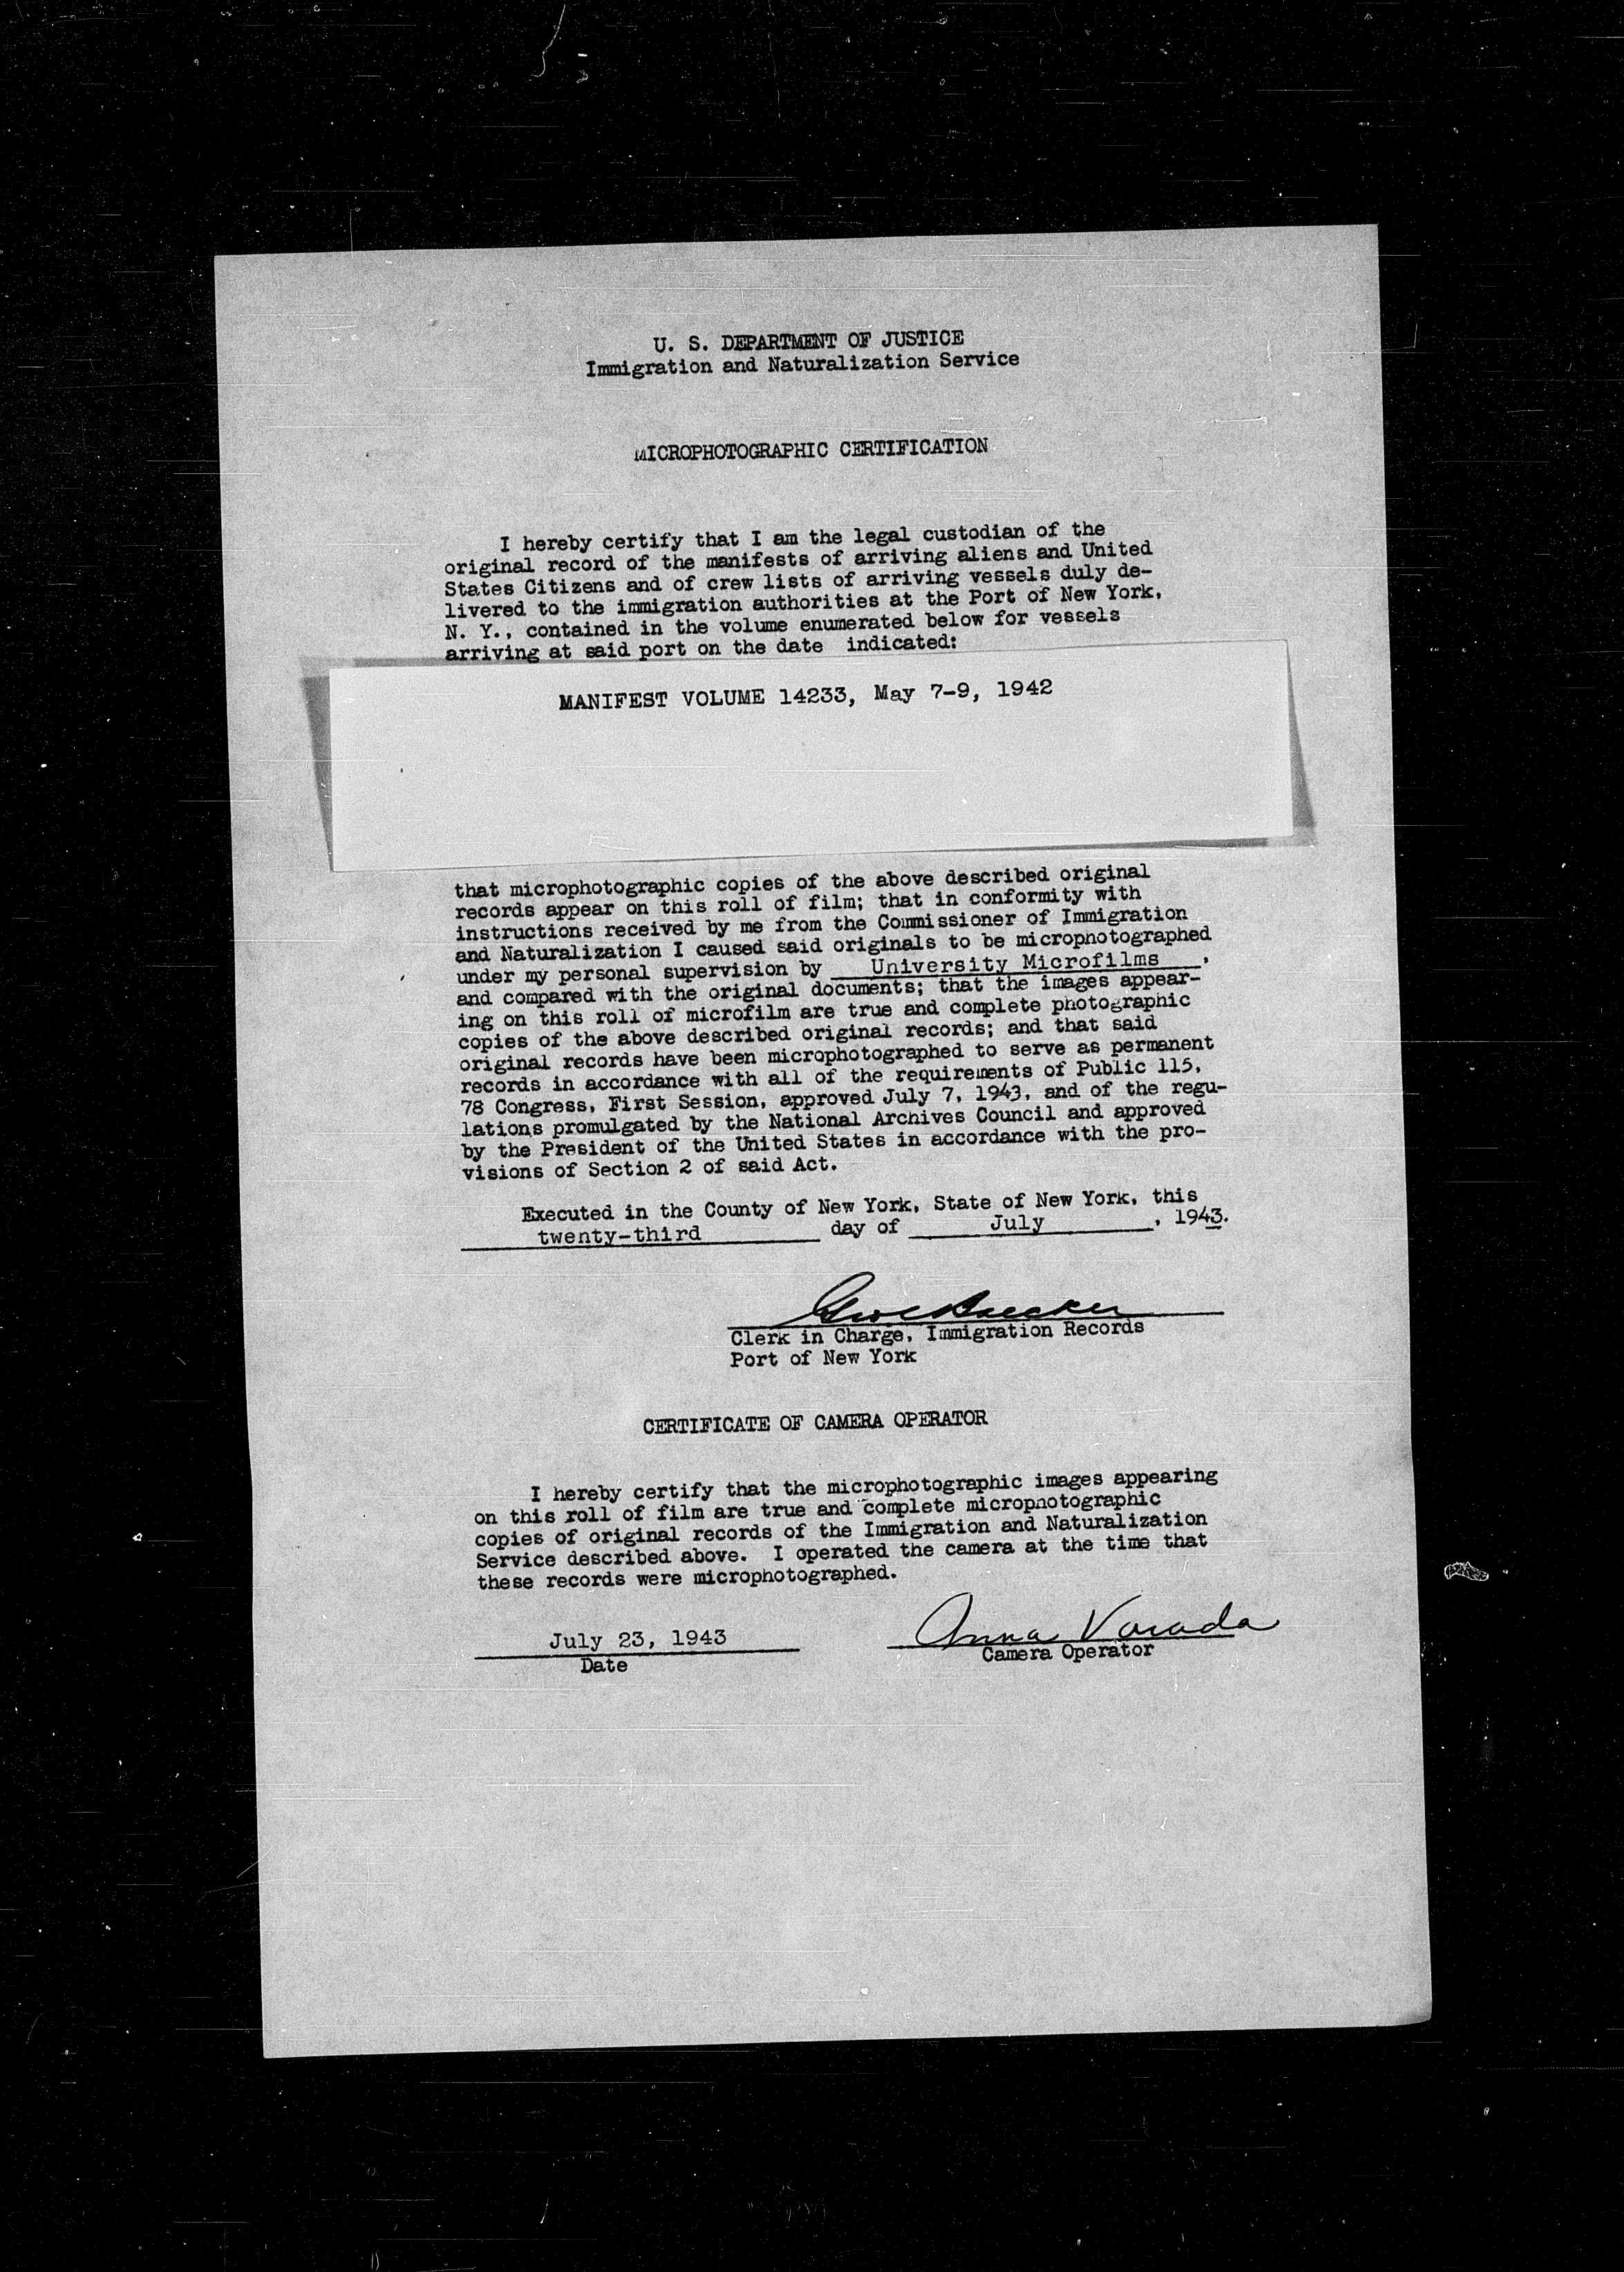 U. S. DEPARTMENT OF JUSTICE
Immigration and Naturalization Service
MICROPHOTOGRAPHIC CERTIFICATION
I hereby certify that I am the legal custodian of the
original record of the manifests of arriving aliens and United
States Citizens and of crew lists of arriving vessels duly de-
livered to the immigration authorities at the Port of New York,
N. Y., contained in the volume enumerated below for vessels
arriving at said port on the date indicated:
MANIFEST VOLUME 14233, May 7-9, 1942
that microphotographic copies of the above described original
records appear on this roll of film; that in conformity with
instructions received by me from the Commissioner of Immigration
and Naturalization I caused said originals to be microphotographed
under my personal supervision by University Microfilms,
and compared with the original documents; that the images appear-
ing on this roll of microfilm are true and complete photographic
copies of the above described original records; and that said
original records have been microphotographed to serve as permanent
records in accordance with all of the requirements of Public 115,
78 Congress, First Session, approved July 7, 1943, and of the regu-
lations promulgated by the National Archives Council and approved
by the President of the United States in accordance with the pro-
visions of Section 2 of said Act.
Executed in the County of New York, State of New York, this
twenty-third day of July, 1943.
Clerk in Charge, Immigration Records
Port of New York
CERTIFICATE OF CAMERA OPERATOR
I hereby certify that the microphotographic images appearing
on this roll of film are true and complete microphotographic
copies of original records of the Immigration and Naturalization
Service described above. I operated the camera at the time that
these records were microphotographed.
July 23, 1943 Anna Varada
Date Camera Operator